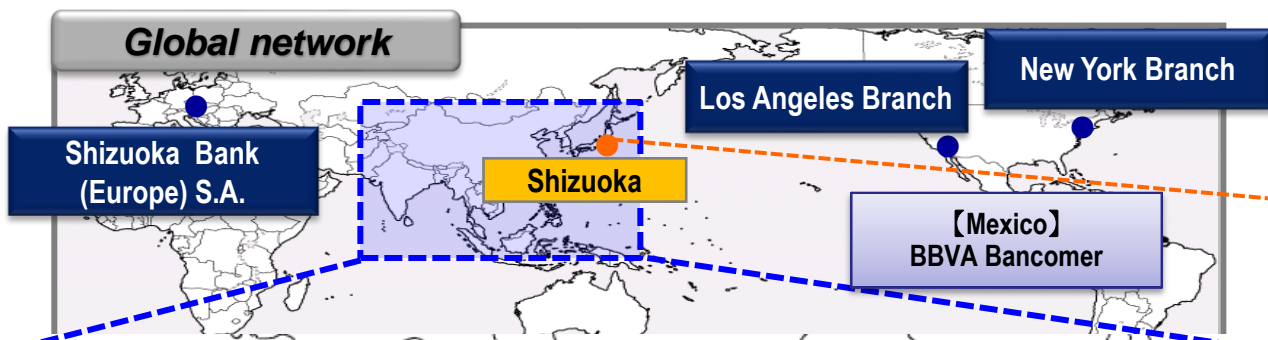 Global network
New York Branch
Los Angeles Branch
Shizuoka Bank
(Europe) S.A.
Shizuoka
【Mexico】
BBVA Bancomer